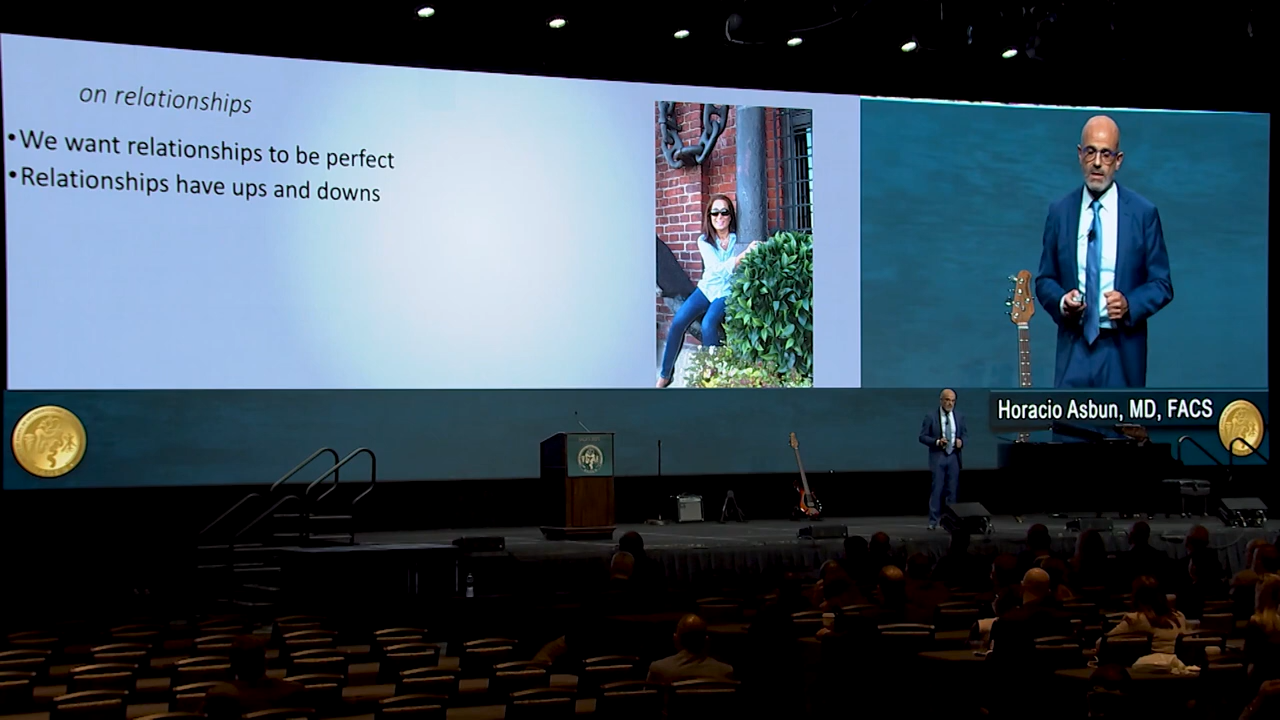 on relationships
•We want relationships to be perfect
•Relationships have ups and downs
Horacio Asbun, MD, FACS